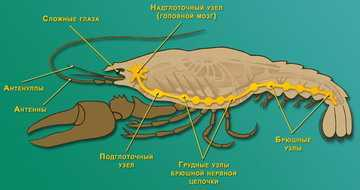 Сложные глаза
Надглоточный узел
(головной мозг)
Антеннулы
Антенны
Подглоточный
узел
Грудные узлы
брюшной нервной
цепочки
Брюшные
узлы